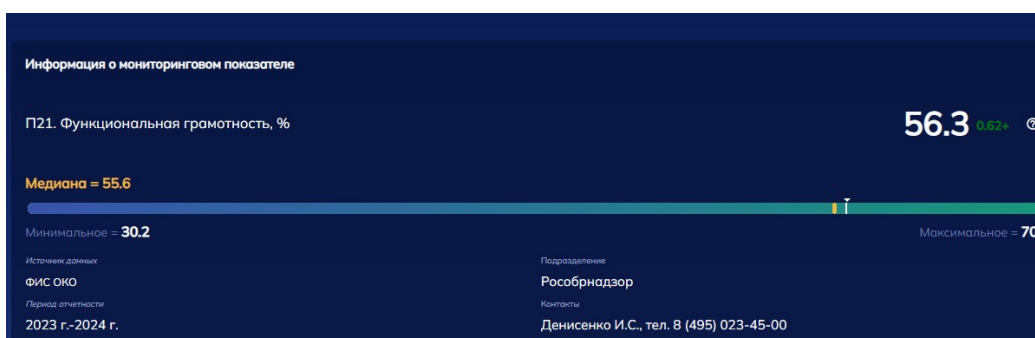 Информация о мониторинговом показателе
П21. Функциональная грамотность, %
56.3 0.62+
Медиана = 55.6
Минимальное = 30.2
Максимальное = 70
Источник данных
Подразделение
ФИС ОКО
Рособрнадзор
Период отчетности
Контакты
2023 г.-2024 г.
Денисенко И.С., тел. 8 (495) 023-45-00